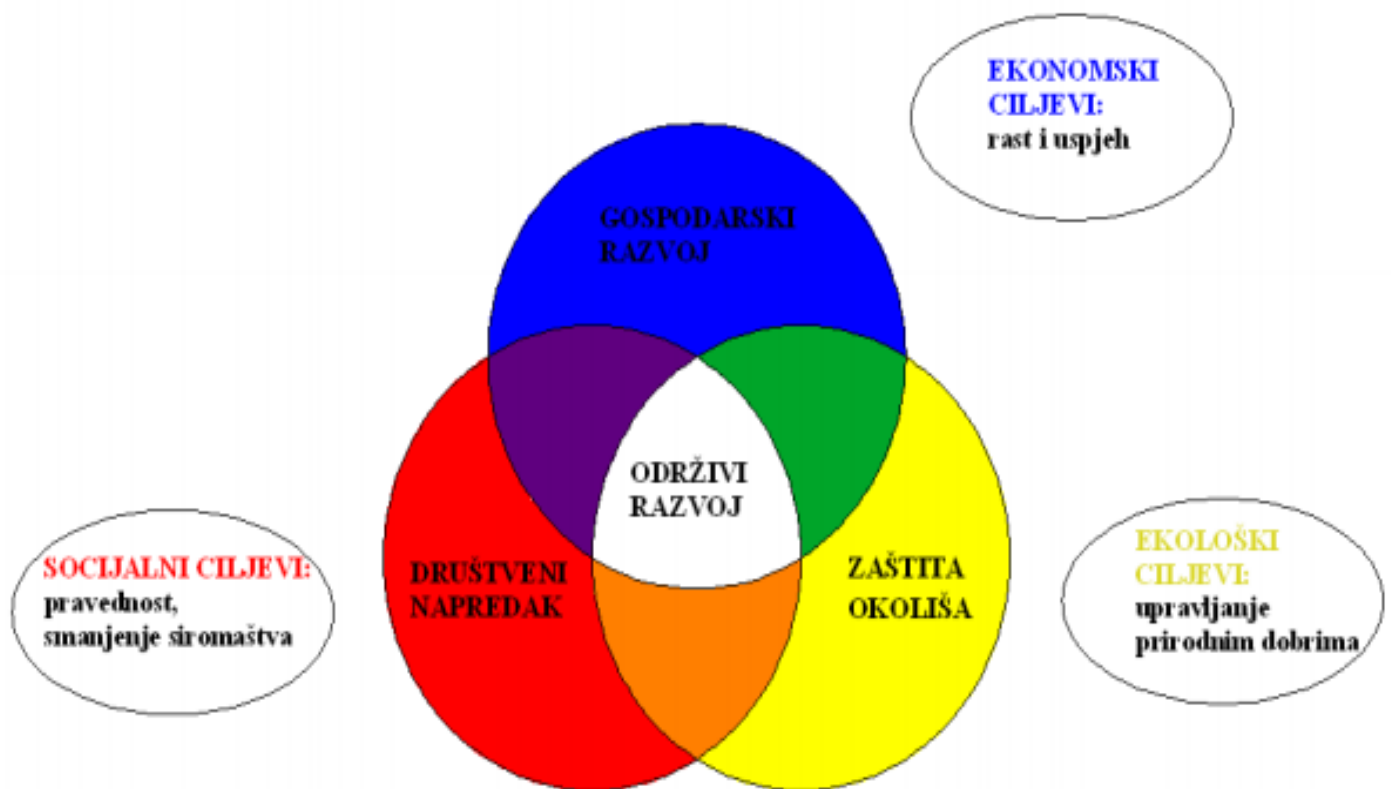 EKONOMSKI
CILJEVI:
rast i uspjeh
GOSPODARSKI
RAZVOJ
ODRŽIVI
RAZVOJ
DRUŠTVENI
NAPREDAK
ZAŠTITA
OKOLIŠA
SOCIJALNI CILJEVI:
pravednost,
smanjenje siromaštva
EKOLOŠKI
CILJEVI:
upravljanje
prirodnim dobrima